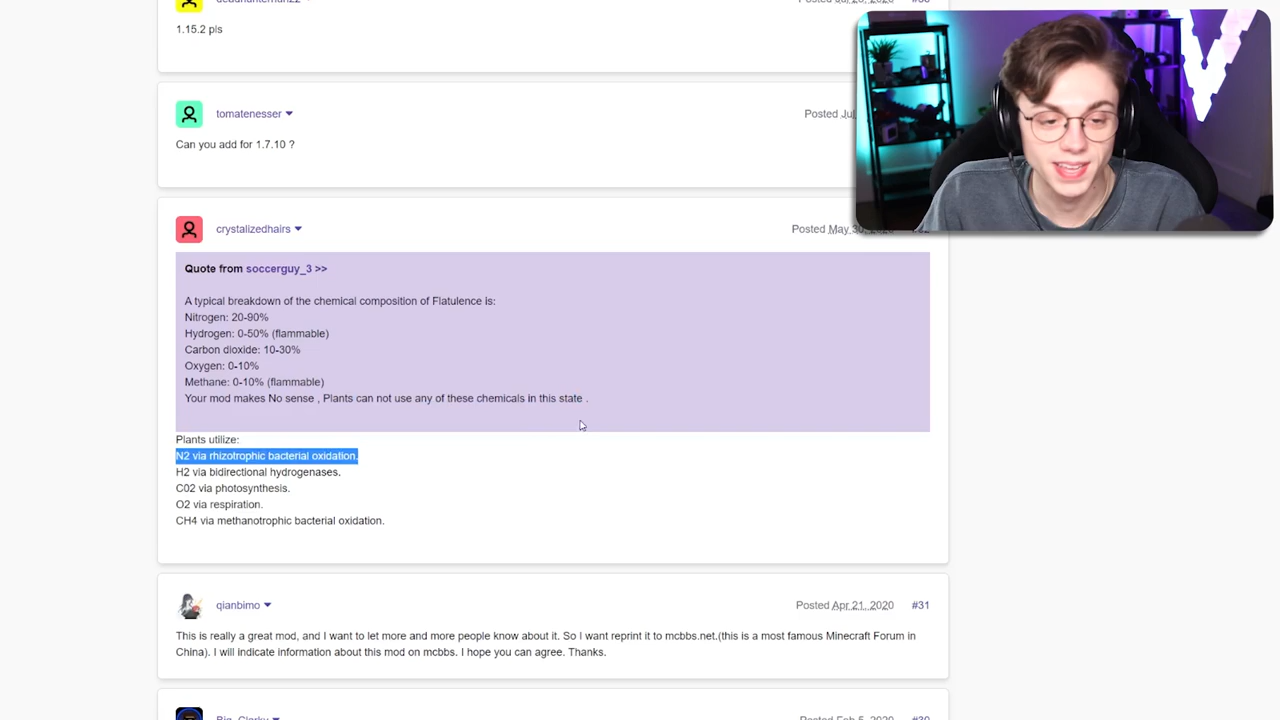 1.15.2 pls
tomatenesser
Posted Jul
Can you add for 1.7.10 ?
crystalizedhairs
Posted May 30, 2020
Quote from soccerguy_3 >>
A typical breakdown of the chemical composition of Flatulence is:
Nitrogen: 20-90%
Hydrogen: 0-50% (flammable)
Carbon dioxide: 10-30%
Oxygen: 0-10%
Methane: 0-10% (flammable)
Your mod makes No sense , Plants can not use any of these chemicals in this state .
Plants utilize:
N2 via rhizotrophic bacterial oxidation.
H2 via bidirectional hydrogenases.
C02 via photosynthesis.
O2 via respiration.
CH4 via methanotrophic bacterial oxidation.
qianbimo
Posted Apr 21, 2020 #31
This is really a great mod, and I want to let more and more people know about it. So I want reprint it to mcbbs.net.(this is a most famous Minecraft Forum in
China). I will indicate information about this mod on mcbbs. I hope you can agree. Thanks.
Big_Clarky
Posted Feb 5, 2020 #30